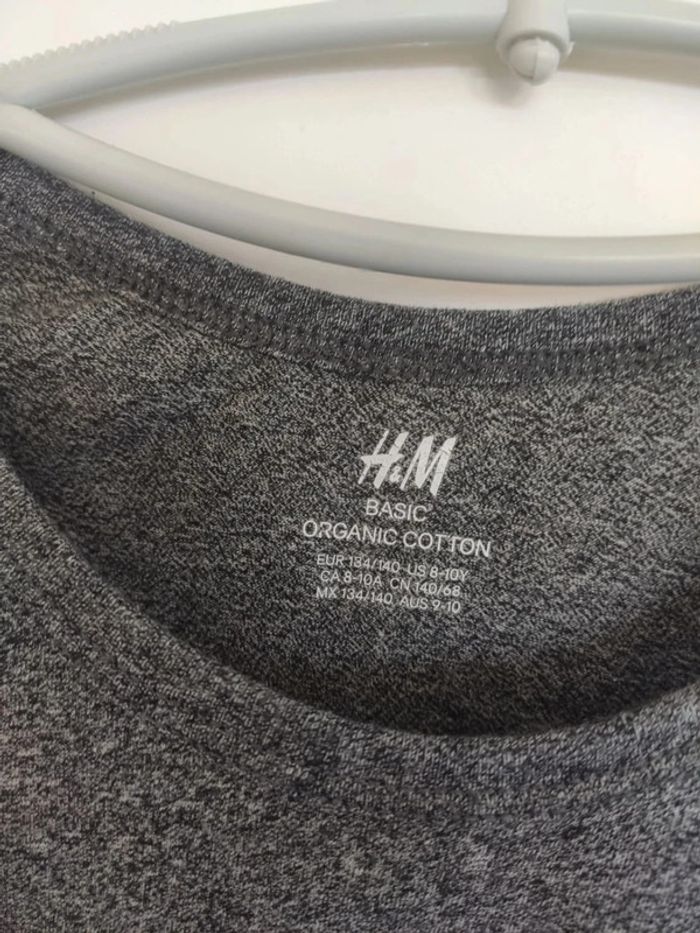 H&M
BASIC
ORGANIC COTTON
EUR 134/140 US 8-10Y
CA 8-10A CN 140/68
MX 134/140 AUS 9-10